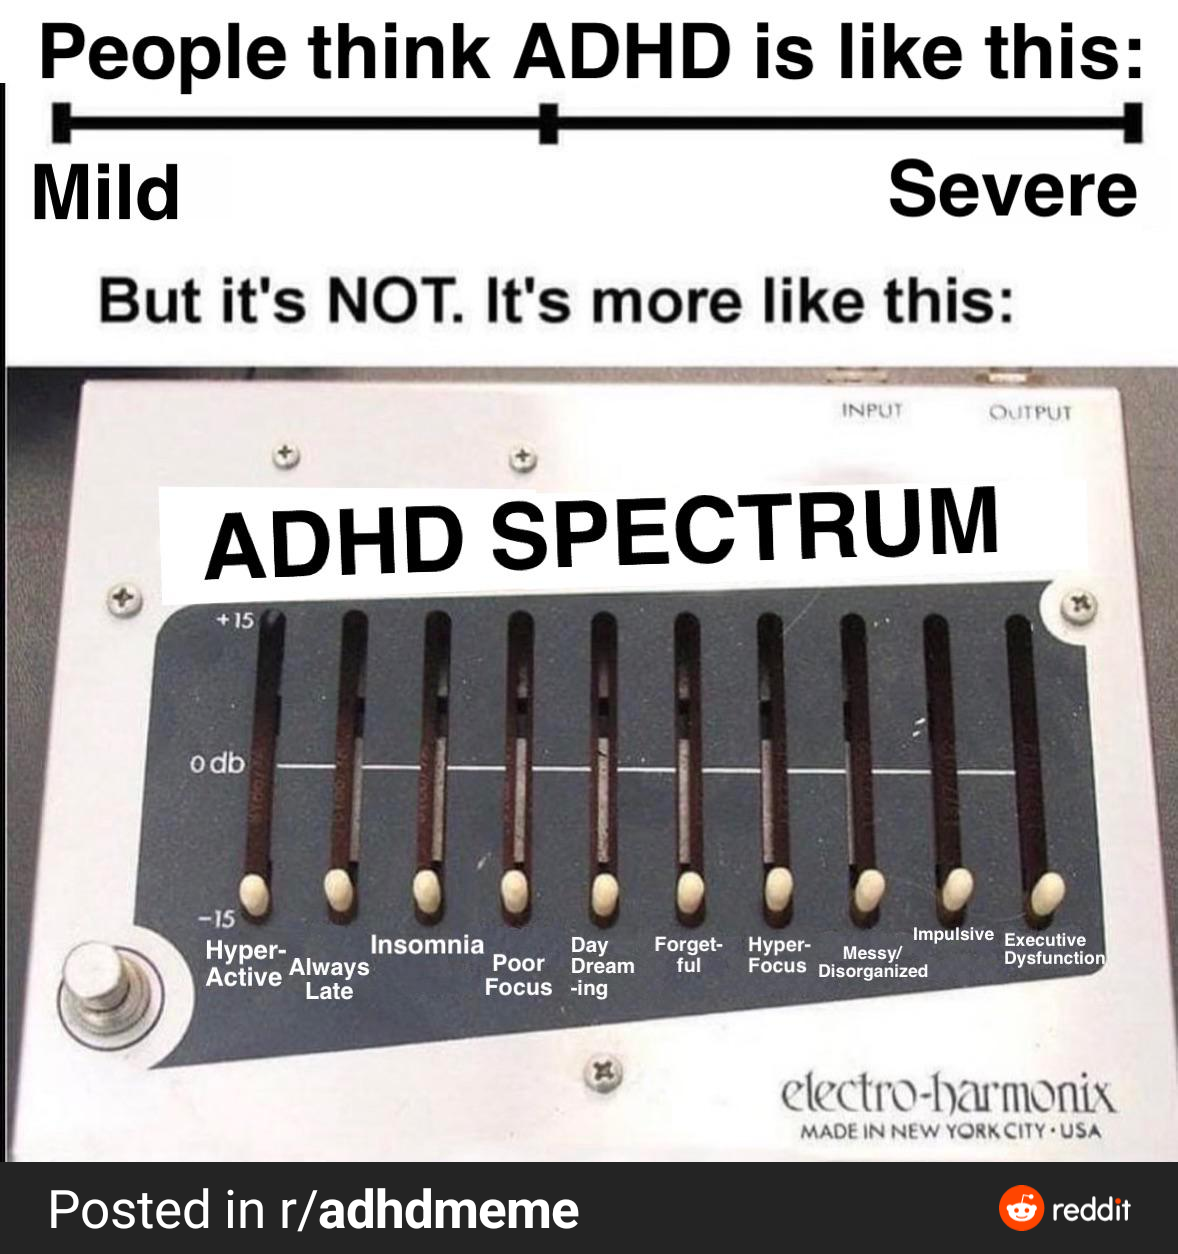 People think ADHD is like this:
Mild
Severe
But it's NOT. It's more like this:
INPUT
OUTPUT
ADHD SPECTRUM
+15
0 db
-15
Hyper-
Active
Always
Late
Insomnia
Poor
Focus
Day
Dream
-ing
Forget-
ful
Hyper-
Focus
Messy/
Disorganized
Impulsive
Executive
Dysfunction
electro-harmonix
MADE IN NEW YORK CITY • USA
Posted in r/adhdmeme
reddit